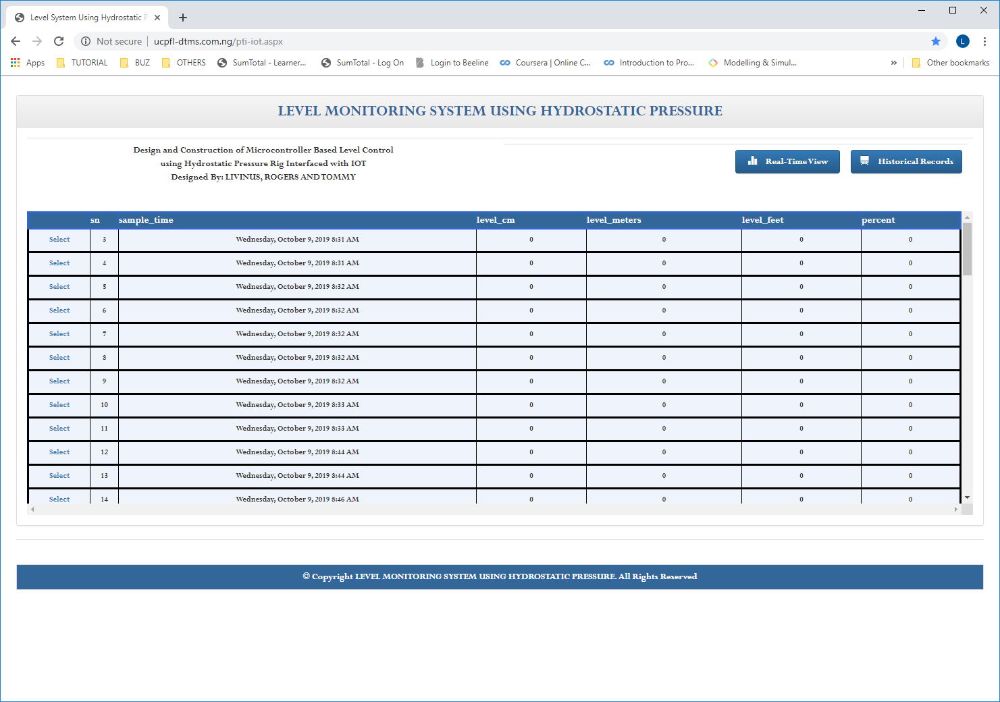 Level System Using Hydrostatic P
Not secure
ucpfl-dtms.com.ng/pti-iot.aspx
L
Apps TUTORIAL BUZ OTHERS SumTotal - Learner... SumTotal - Log On Login to Beeline Coursera | Online C... Introduction to Pro... Modelling & Simul... » Other bookmarks
LEVEL MONITORING SYSTEM USING HYDROSTATIC PRESSURE
Design and Construction of Microcontroller Based Level Control
using Hydrostatic Pressure Rig Interfaced with IOT
Designed By: LIVINUS, ROGERS AND TOMMY
Real-Time View Historical Records
sn sample_time level_cm level_meters level_feet percent
Select 3 Wednesday, October 9, 2019 8:31 AM 0 0 0 0
Select 4 Wednesday, October 9, 2019 8:31 AM 0 0 0 0
Select 5 Wednesday, October 9, 2019 8:32 AM 0 0 0 0
Select 6 Wednesday, October 9, 2019 8:32 AM 0 0 0 0
Select 7 Wednesday, October 9, 2019 8:32 AM 0 0 0 0
Select 8 Wednesday, October 9, 2019 8:32 AM 0 0 0 0
Select 9 Wednesday, October 9, 2019 8:32 AM 0 0 0 0
Select 10 Wednesday, October 9, 2019 8:33 AM 0 0 0 0
Select 11 Wednesday, October 9, 2019 8:33 AM 0 0 0 0
Select 12 Wednesday, October 9, 2019 8:44 AM 0 0 0 0
Select 13 Wednesday, October 9, 2019 8:44 AM 0 0 0 0
Select 14 Wednesday, October 9, 2019 8:46 AM 0 0 0 0
© Copyright LEVEL MONITORING SYSTEM USING HYDROSTATIC PRESSURE. All Rights Reserved